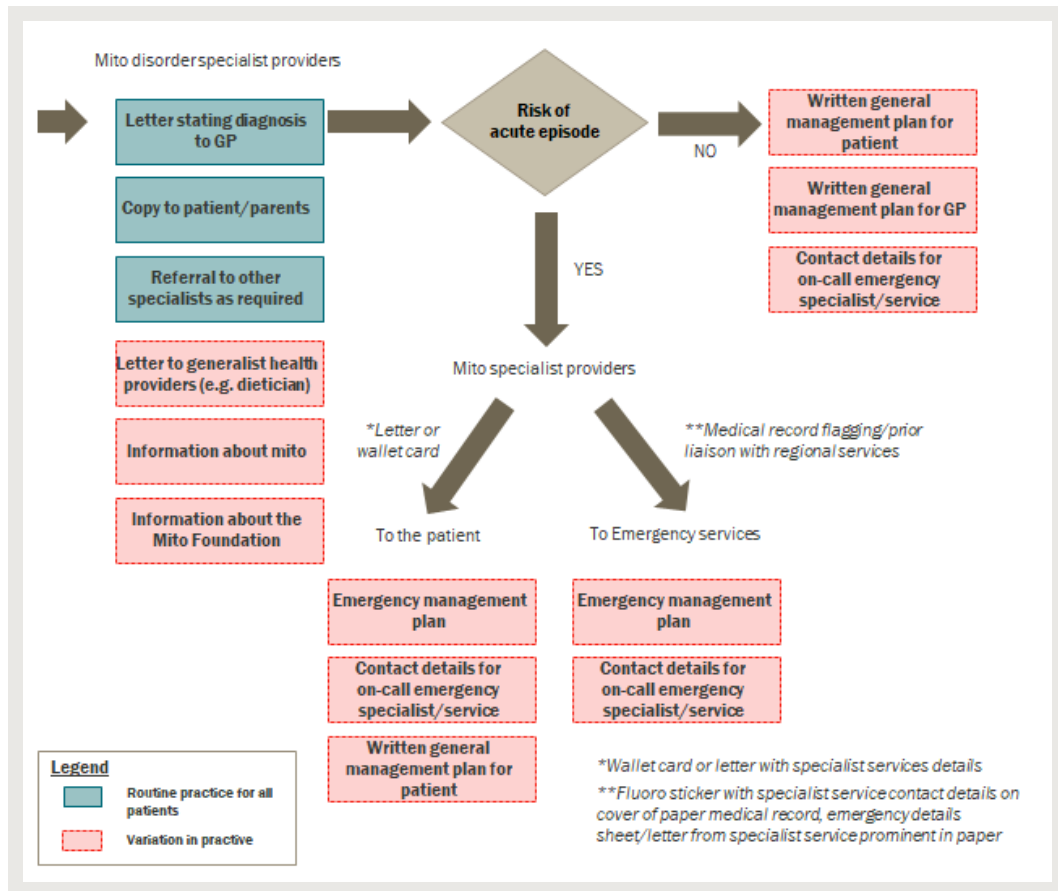 Mito disorder specialist providers
Letter stating diagnosis
to GP
Copy to patient/parents
Referral to other
specialists as required
Letter to generalist health
providers (e.g. dietician)
Information about mito
Information about the
Mito Foundation
Risk of
acute episode
NO
Written general
management plan for
patient
Written general
management plan for GP
Contact details for
on-call emergency
specialist/service
YES
Mito specialist providers
*Letter or
wallet card
**Medical record flagging/prior
liaison with regional services
To the patient
To Emergency services
Emergency management
plan
Contact details for
on-call emergency
specialist/service
Written general
management plan for
patient
Emergency management
plan
Contact details for
on-call emergency
specialist/service
Legend
Routine practice for all
patients
Variation in practive
*Wallet card or letter with specialist services details
**Fluoro sticker with specialist service contact details on
cover of paper medical record, emergency details
sheet/letter from specialist service prominent in paper